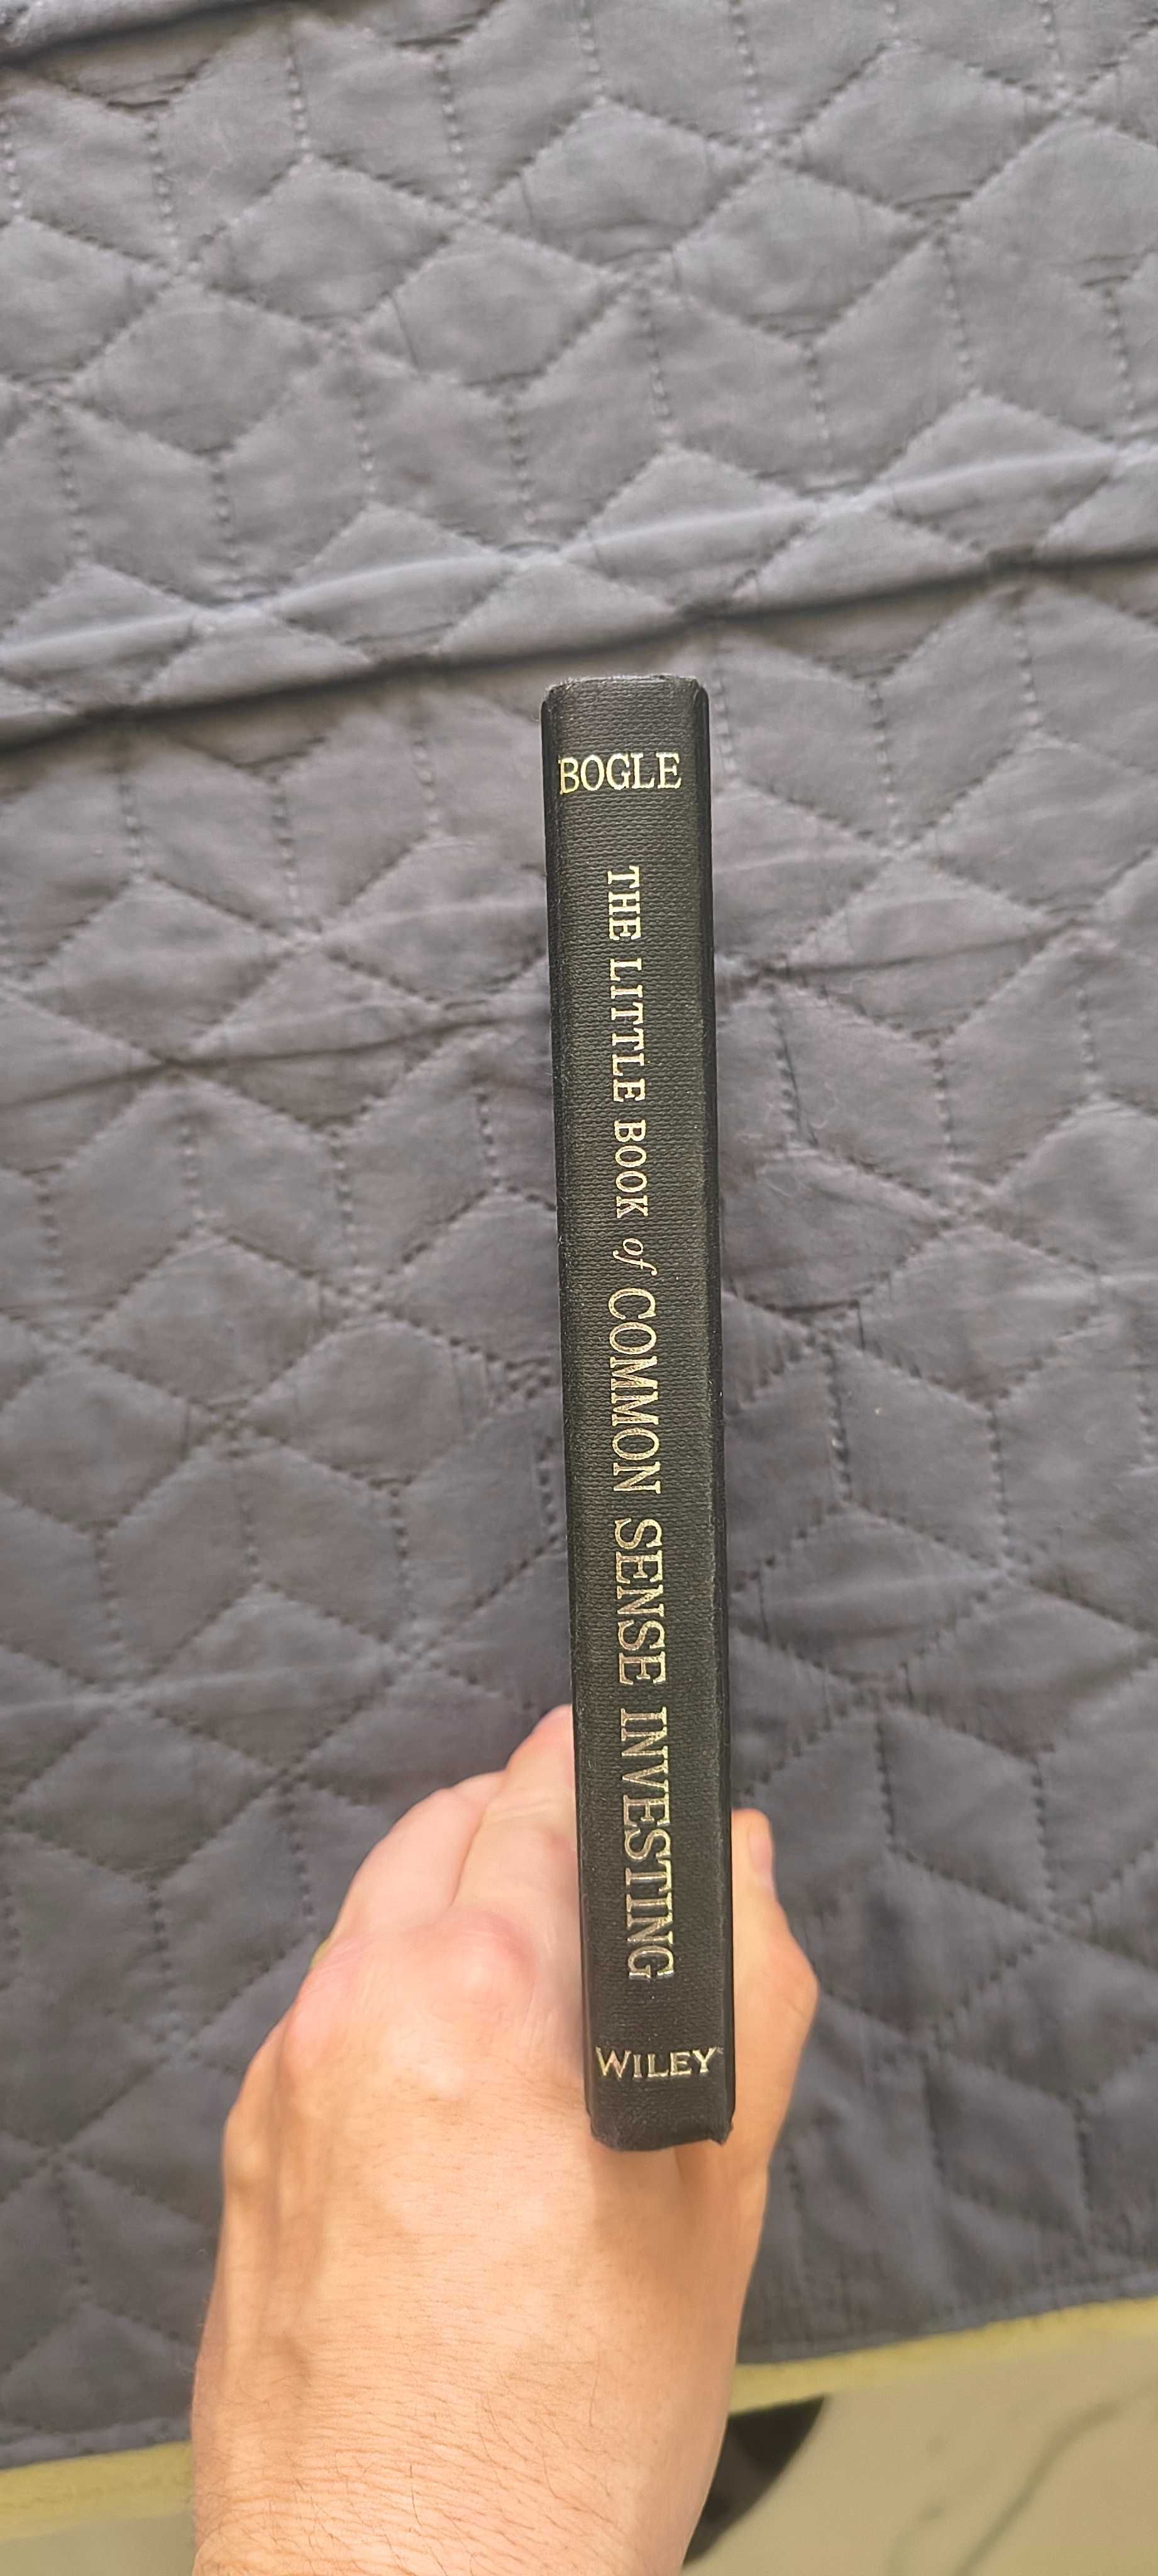 BOGLE
THE LITTLE BOOK of COMMON SENSE INVESTING
WILEY